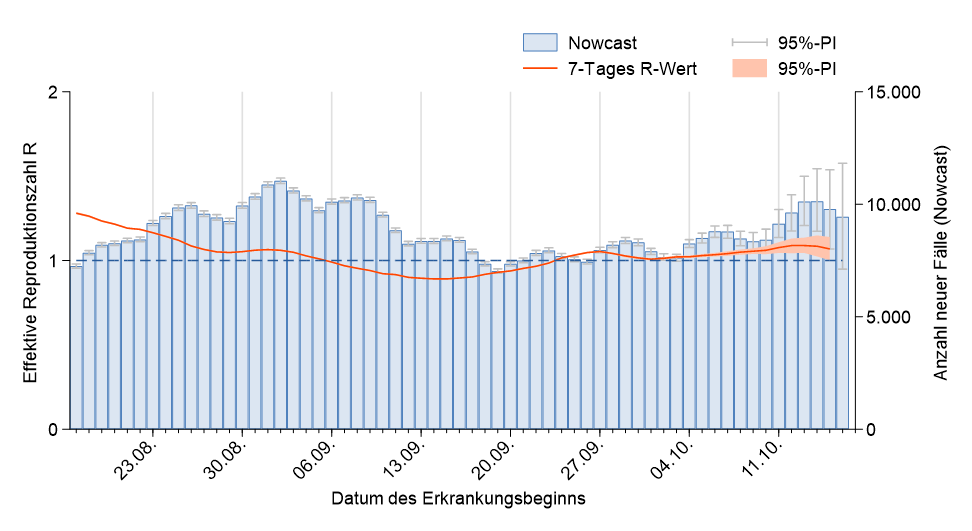 Nowcast
95%-PI
7-Tages R-Wert
95%-PI
Effektive Reproduktionszahl R
2
1
0
15.000
10.000
5.000
0
Anzahl neuer Fälle (Nowcast)
23.08.
30.08.
06.09.
13.09.
20.09.
27.09.
04.10.
11.10.
Datum des Erkrankungsbeginns